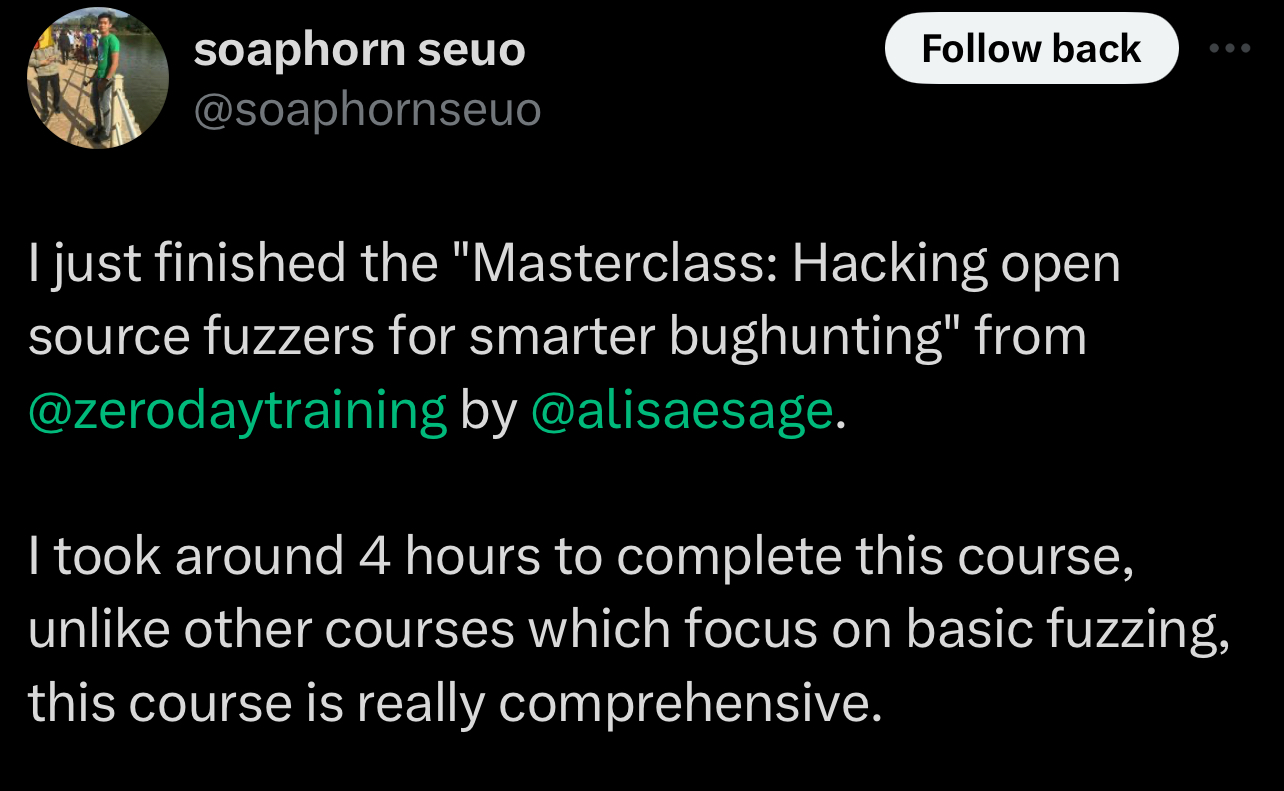 soaphorn seuo
Follow back
@soaphornseuo
I just finished the "Masterclass: Hacking open
source fuzzers for smarter bughunting" from
@zerodaytraining by @alisaesage.
I took around 4 hours to complete this course,
unlike other courses which focus on basic fuzzing,
this course is really comprehensive.